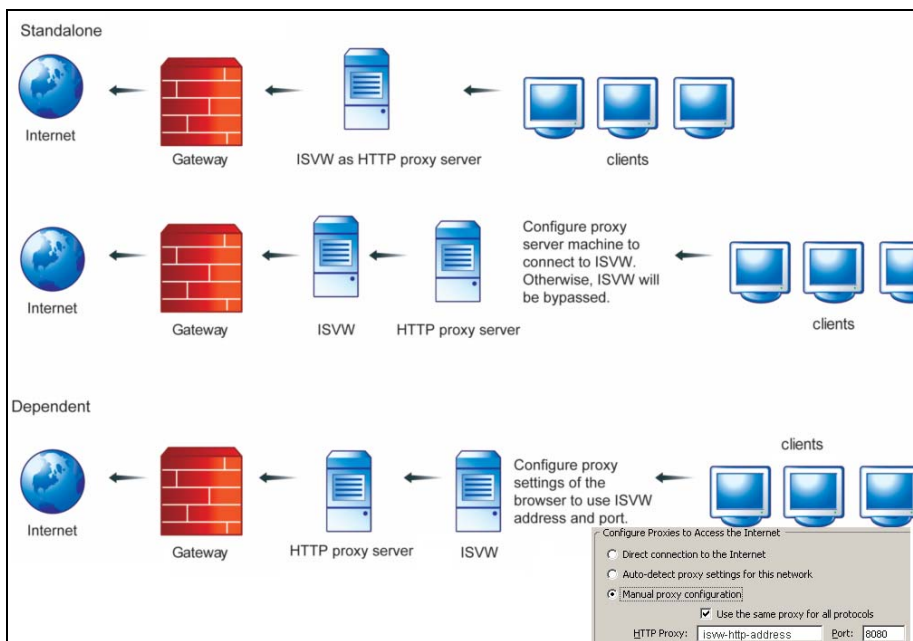 Standalone
Internet
Gateway
ISVW as HTTP proxy server
clients
Configure proxy
server machine to
connect to ISVW.
Otherwise, ISVW will
be bypassed.
Internet
Gateway
ISVW
HTTP proxy server
clients
Dependent
clients
Configure proxy
settings of the
browser to use ISVW
address and port.
Internet
Gateway
HTTP proxy server
ISVW
Configure Proxies to Access the Internet
Direct connection to the Internet
Auto-detect proxy settings for this network
Manual proxy configuration
Use the same proxy for all protocols
HTTP Proxy: isvw-http-address Port: 8080